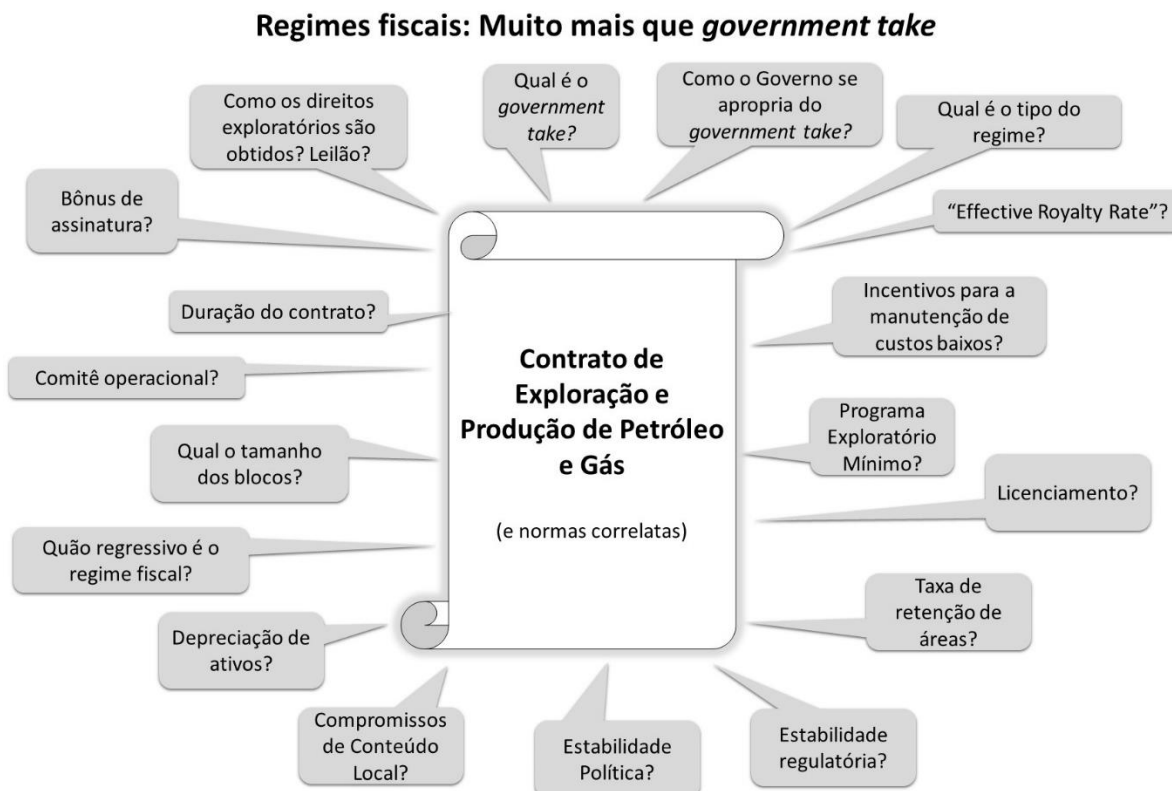 Regimes fiscais: Muito mais que government take
Como os direitos
exploratórios são
obtidos? Leilão?
Qual é o
government
take?
Como o Governo se
apropria do
government take?
Qual é o tipo do
regime?
Bônus de
assinatura?
“Effective Royalty Rate”?
Duração do contrato?
Incentivos para a
manutenção de
custos baixos?
Comitê operacional?
Contrato de
Exploração e
Produção de Petróleo
e Gás
(e normas correlatas)
Programa
Exploratório
Mínimo?
Qual o tamanho
dos blocos?
Licenciamento?
Quão regressivo é o
regime fiscal?
Taxa de
retenção de
áreas?
Depreciação de
ativos?
Compromissos
de Conteúdo
Local?
Estabilidade
Política?
Estabilidade
regulatória?